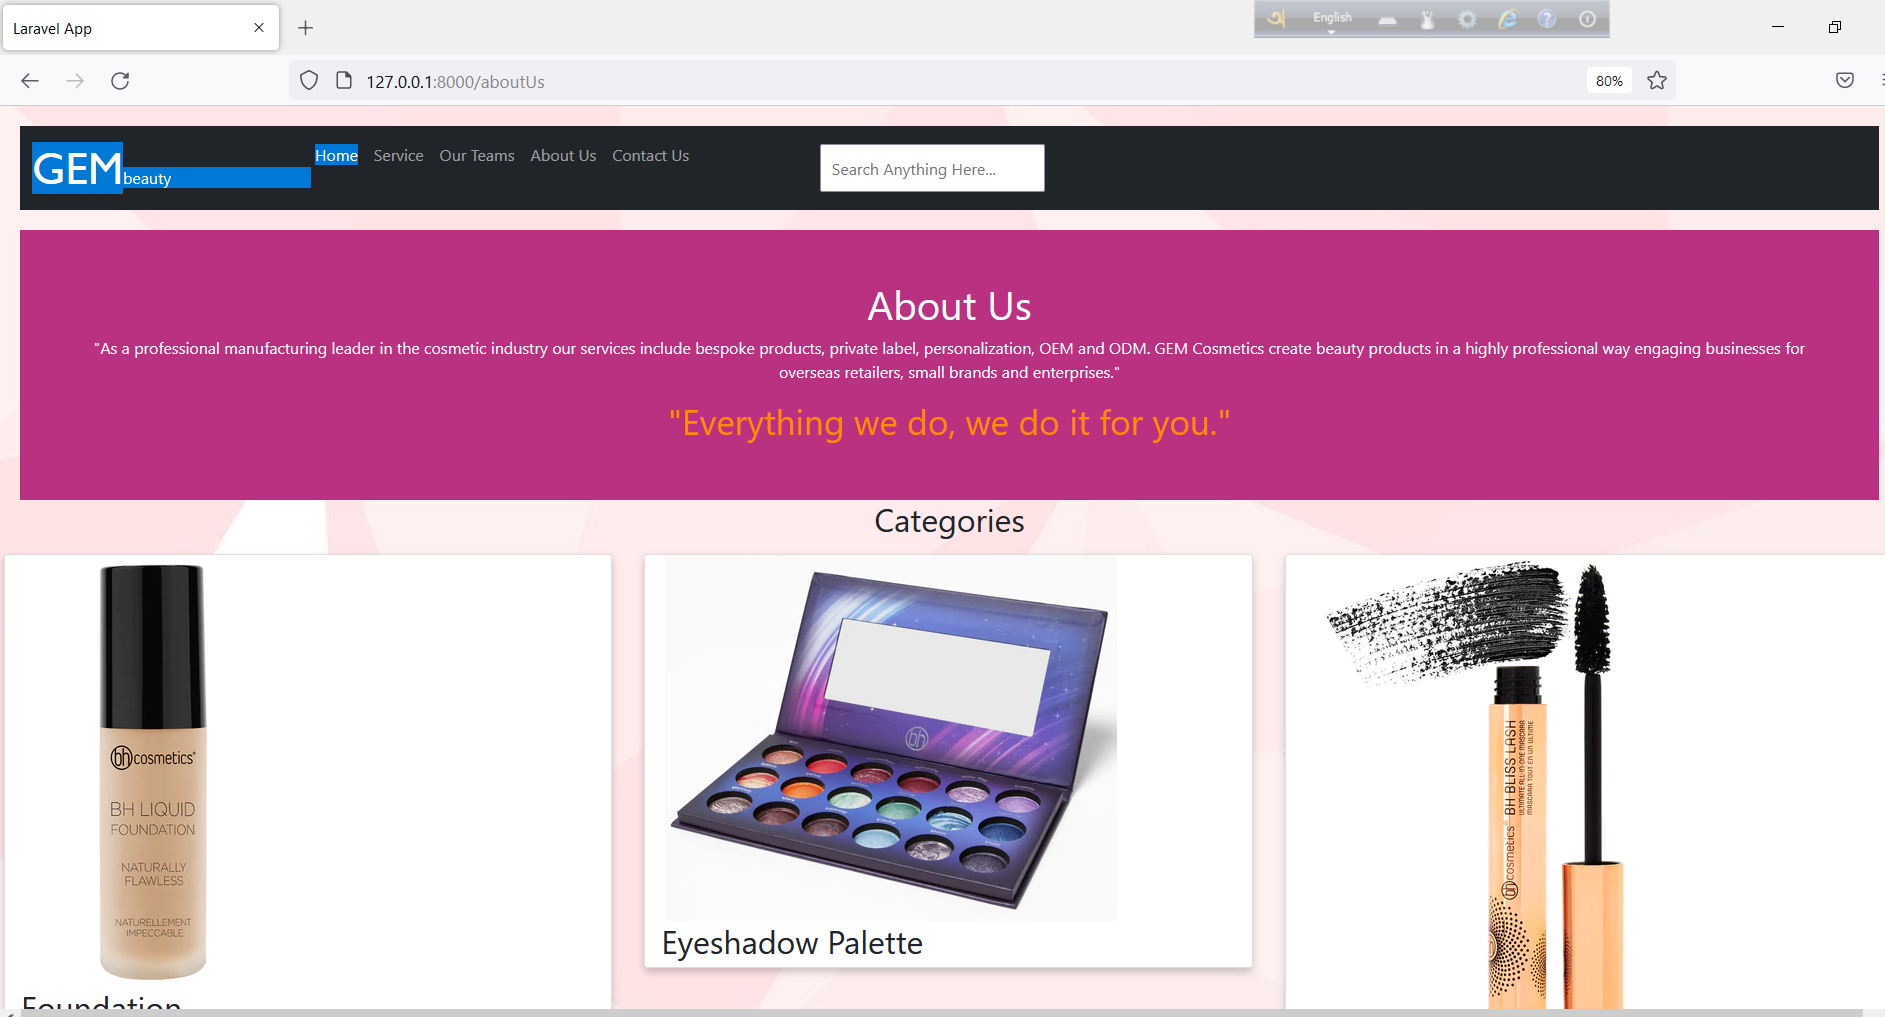 Laravel App
English
127.0.0.1:8000/aboutUs
80%
GEMbeauty
Home Service Our Teams About Us Contact Us
Search Anything Here...
About Us
"As a professional manufacturing leader in the cosmetic industry our services include bespoke products, private label, personalization, OEM and ODM. GEM Cosmetics create beauty products in a highly professional way engaging businesses for
overseas retailers, small brands and enterprises."
"Everything we do, we do it for you."
Categories
bh cosmetics®
BH LIQUID
FOUNDATION
NATURALLY
FLAWLESS
NATURELLEMENT
IMPECCABLE
Foundation
bh
Eyeshadow Palette
bh cosmetics® BH BLISS LASH
ULTIMATE ALL-IN-ONE MASCARA
MASCARA TOUT EN UN ULTIME